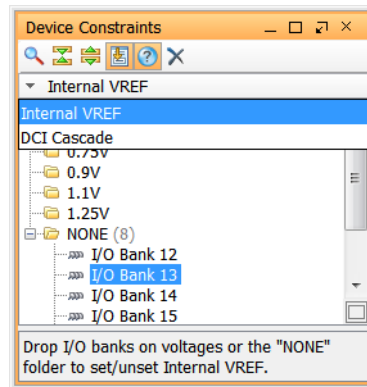 Device Constraints
Internal VREF
Internal VREF
DCI Cascade
0.75V
0.9V
1.1V
1.25V
NONE (8)
I/O Bank 12
I/O Bank 13
I/O Bank 14
I/O Bank 15
Drop I/O banks on voltages or the "NONE"
folder to set/unset Internal VREF.